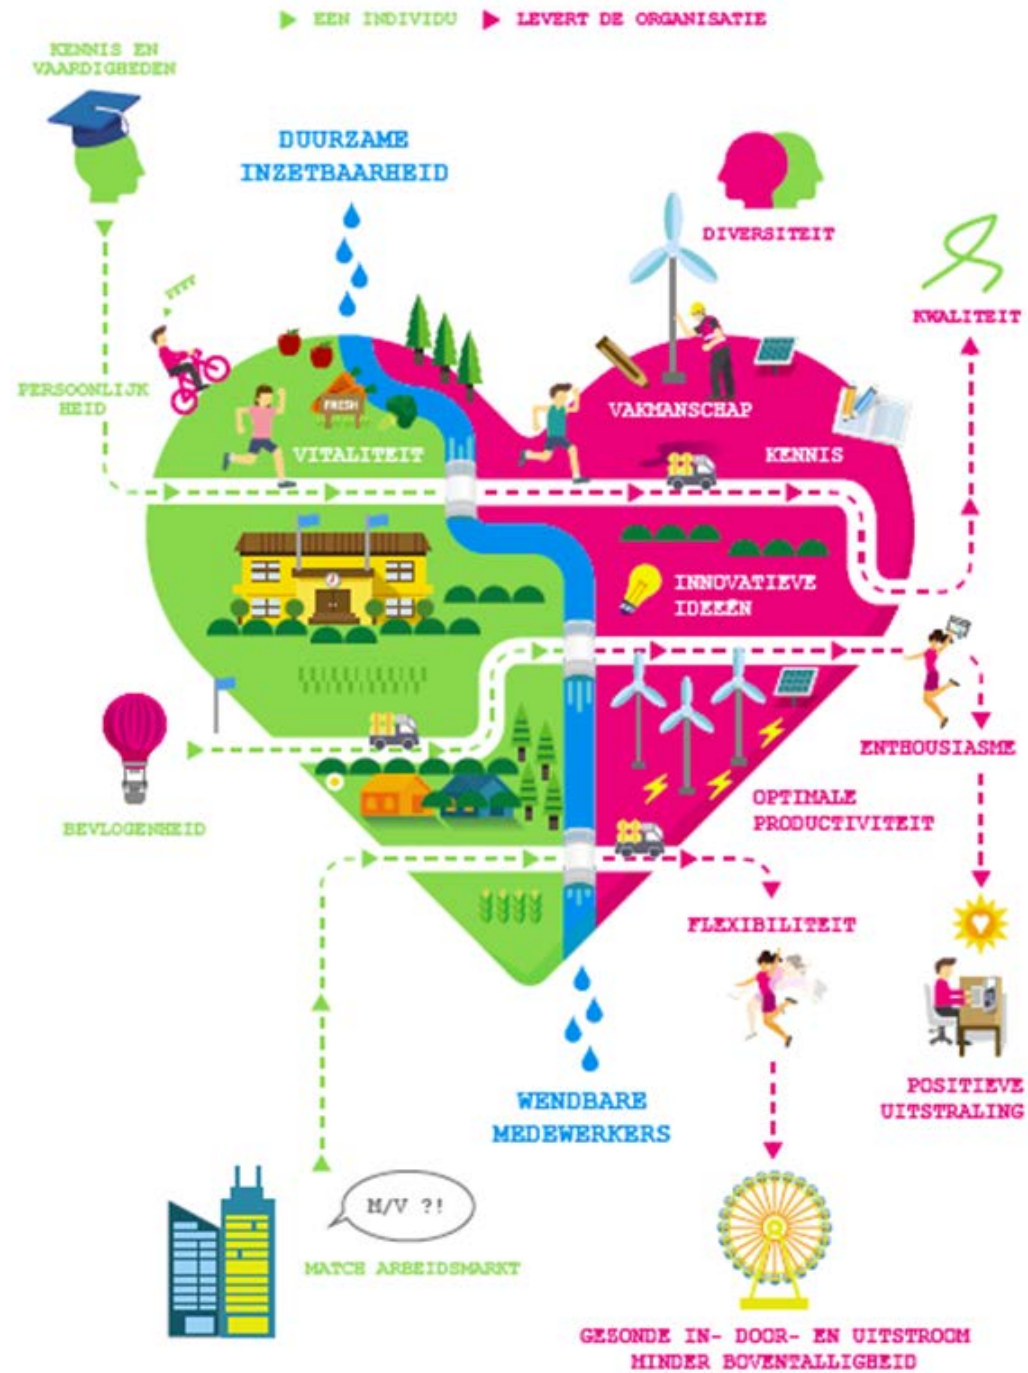 EEN INDIVIDU
LEVERT DE ORGANISATIE
KENNIS EN
VAARDIGHEDEN
DUURZAME
INZETBAARHEID
DIVERSITEIT
KWALITEIT
PERSOONLIJK
HEID
FINISH
VITALITEIT
VAKMANSCHAP
KENNIS
INNOVATIEVE
IDEEËN
ENTHOUSIASME
BEVLOGENHEID
OPTIMALE
PRODUCTIVITEIT
FLEXIBILITEIT
POSITIEVE
UITSTRALING
WENDBARE
MEDEWERKERS
M/V ?!
MATCH ARBEIDSMARKT
GEZONDE IN- DOOR- EN UITSTROOM
MINDER BOVENTALLIGHEID